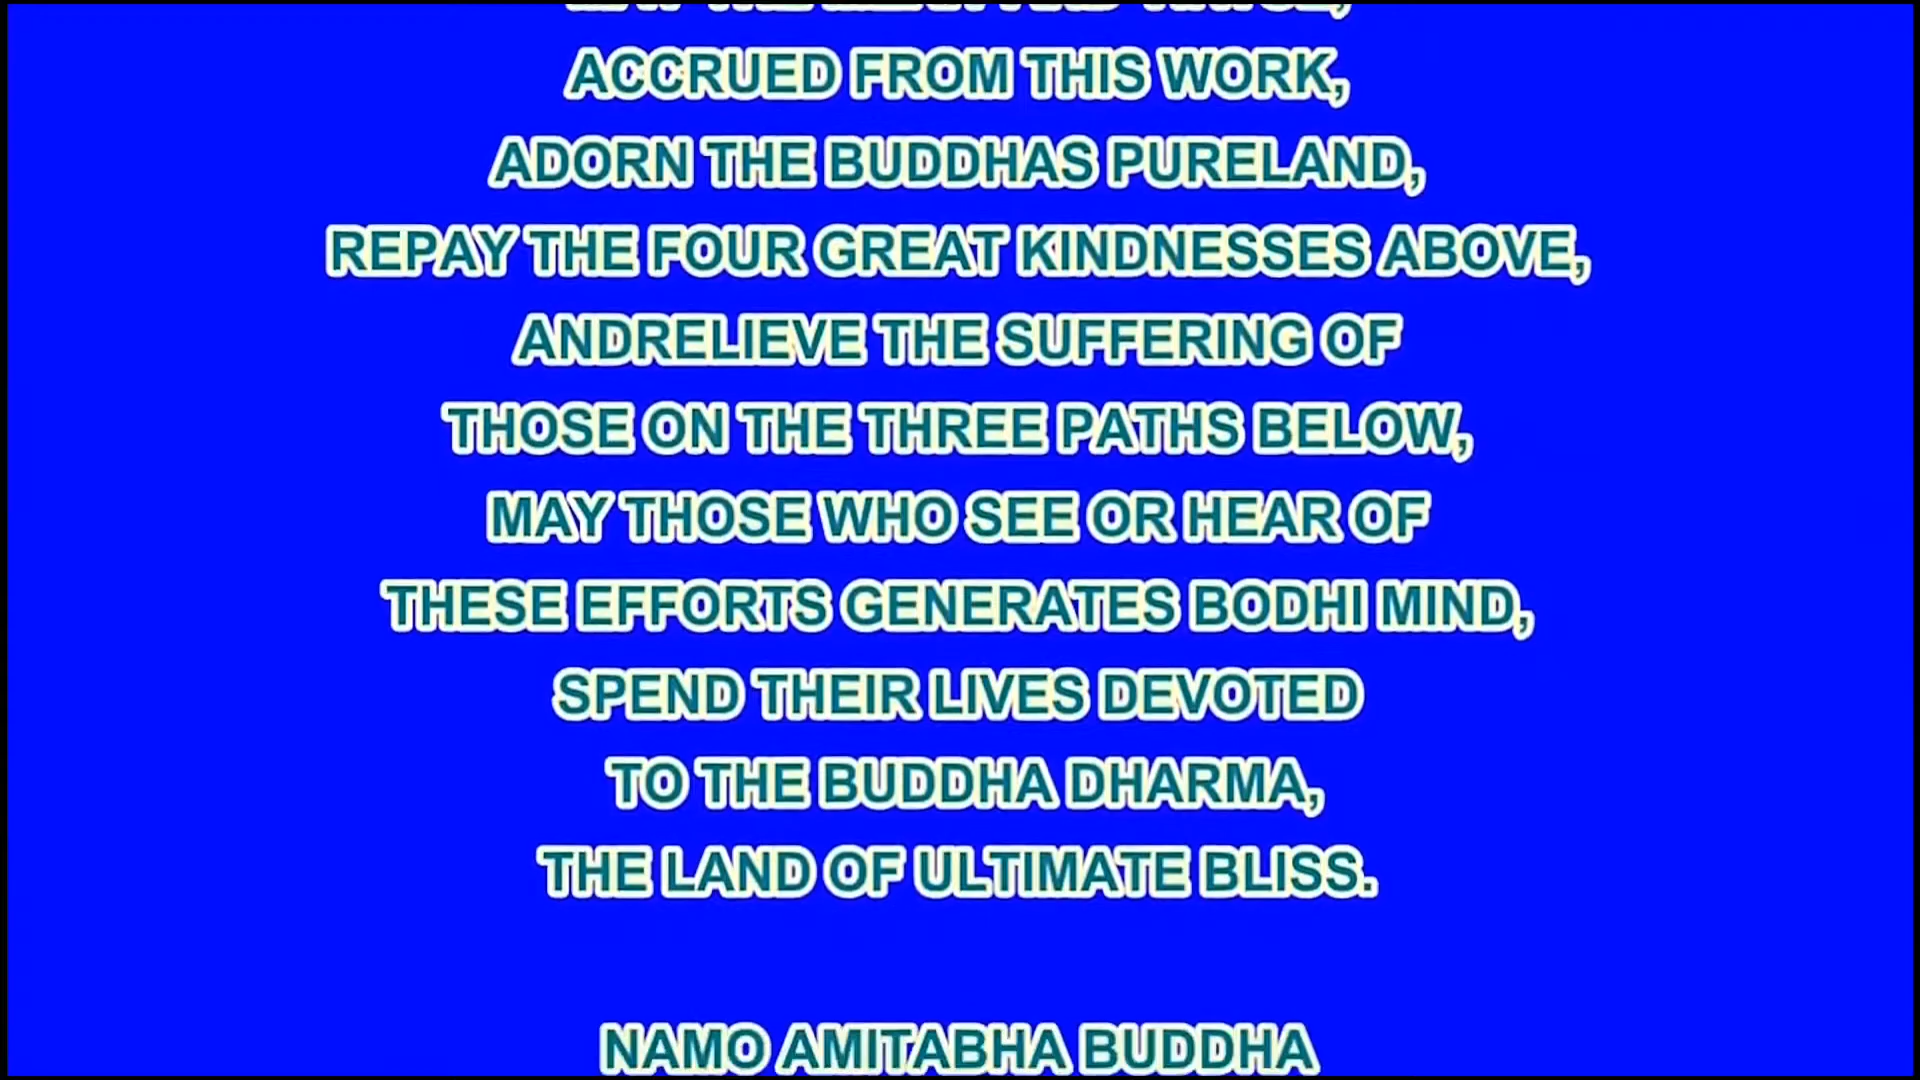 ACCRUED FROM THIS WORK,
ADORN THE BUDDHAS PURELAND,
REPAY THE FOUR GREAT KINDNESSES ABOVE,
ANDRELIEVE THE SUFFERING OF
THOSE ON THE THREE PATHS BELOW,
MAY THOSE WHO SEE OR HEAR OF
THESE EFFORTS GENERATES BODHI MIND,
SPEND THEIR LIVES DEVOTED
TO THE BUDDHA DHARMA,
THE LAND OF ULTIMATE BLISS.
NAMO AMITABHA BUDDHA